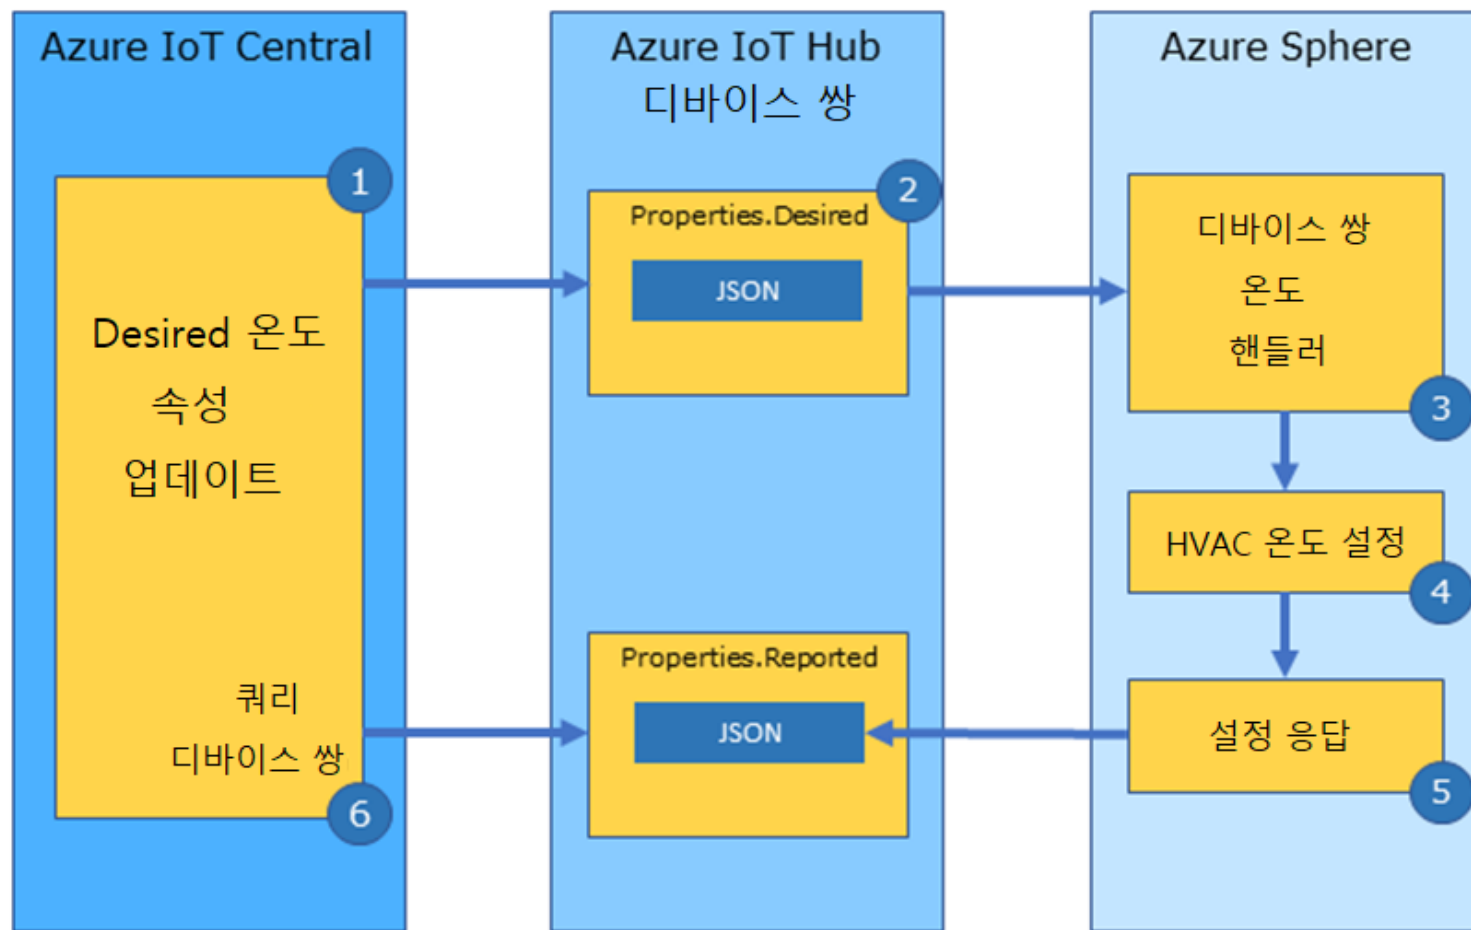 Azure IoT Central
1
Desired 온도
속성
업데이트
쿼리
디바이스 쌍
6
Azure IoT Hub
디바이스 쌍
2
Properties.Desired
JSON
Properties.Reported
JSON
Azure Sphere
디바이스 쌍
온도
핸들러
3
HVAC 온도 설정
4
설정 응답
5